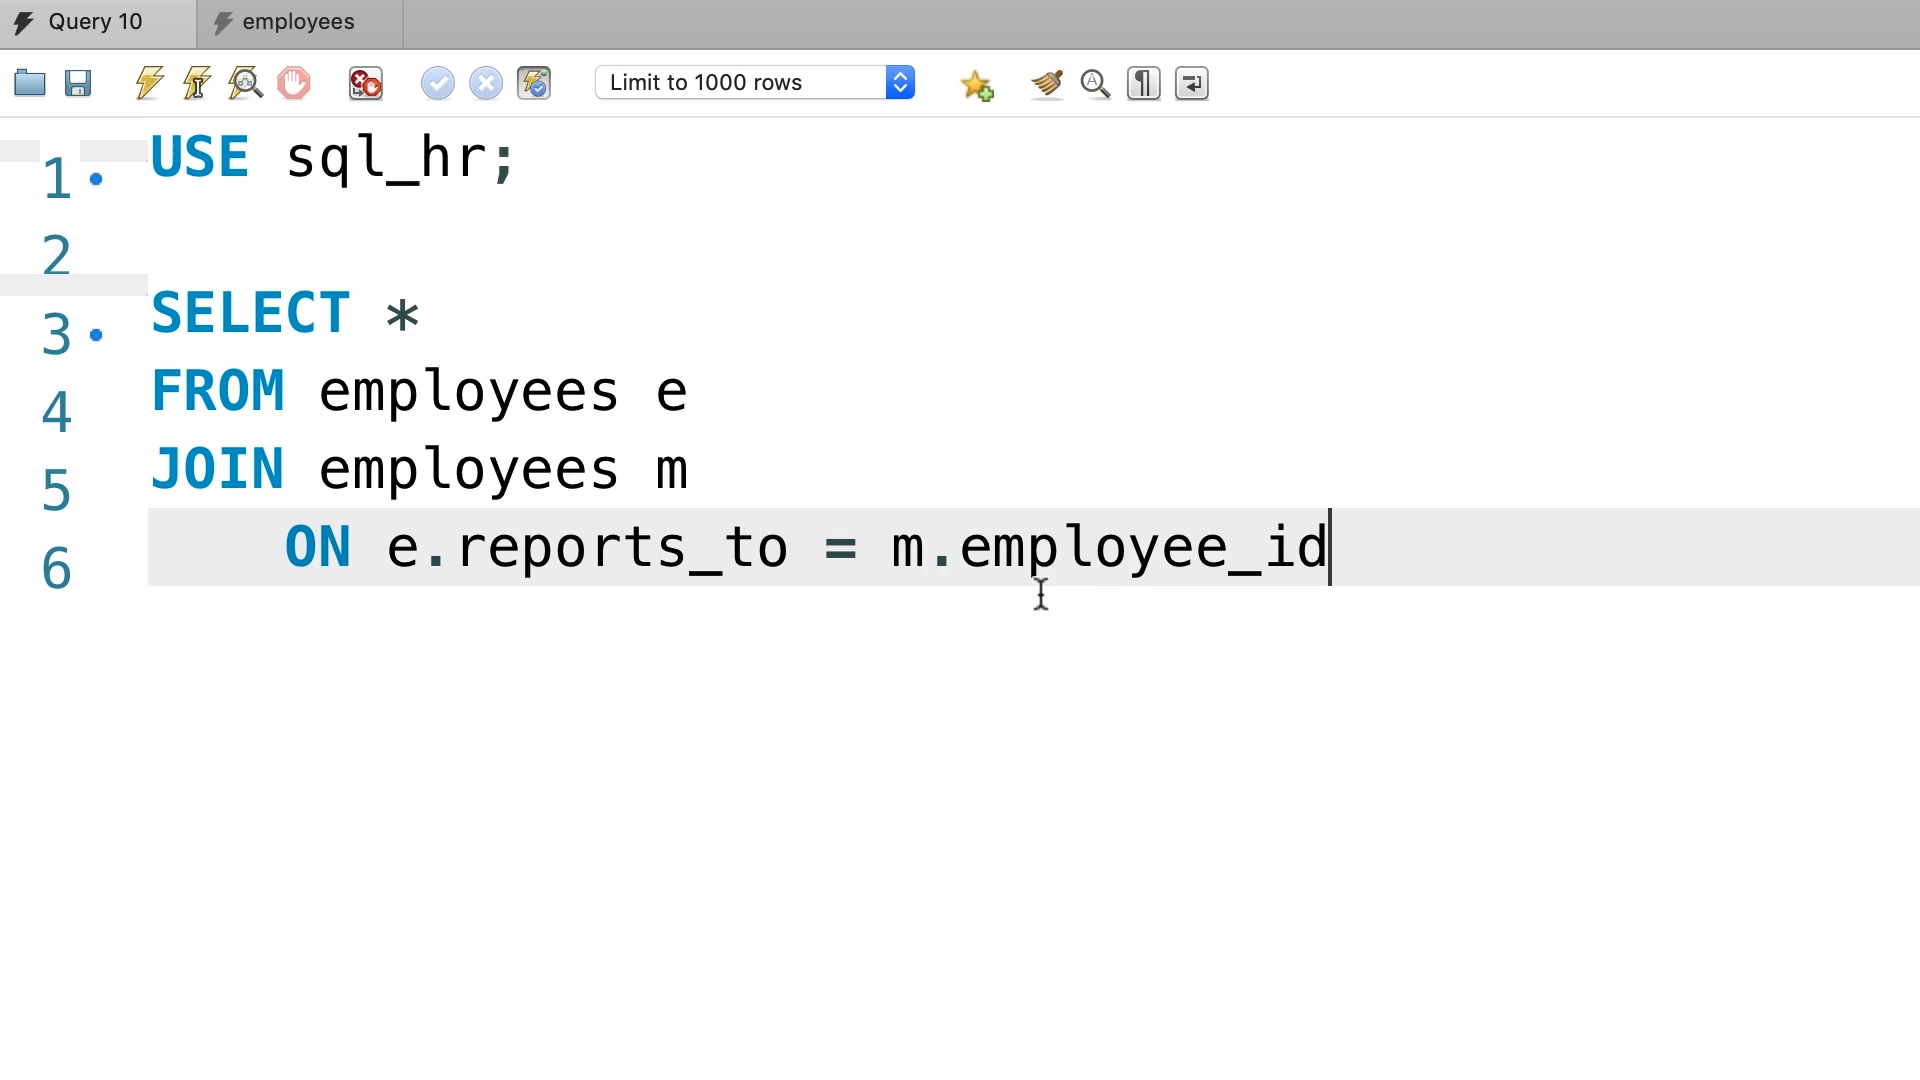 Query 10
employees
Limit to 1000 rows
1 USE sql_hr;
2
3 SELECT *
4 FROM employees e
5 JOIN employees m
6     ON e.reports_to = m.employee_id